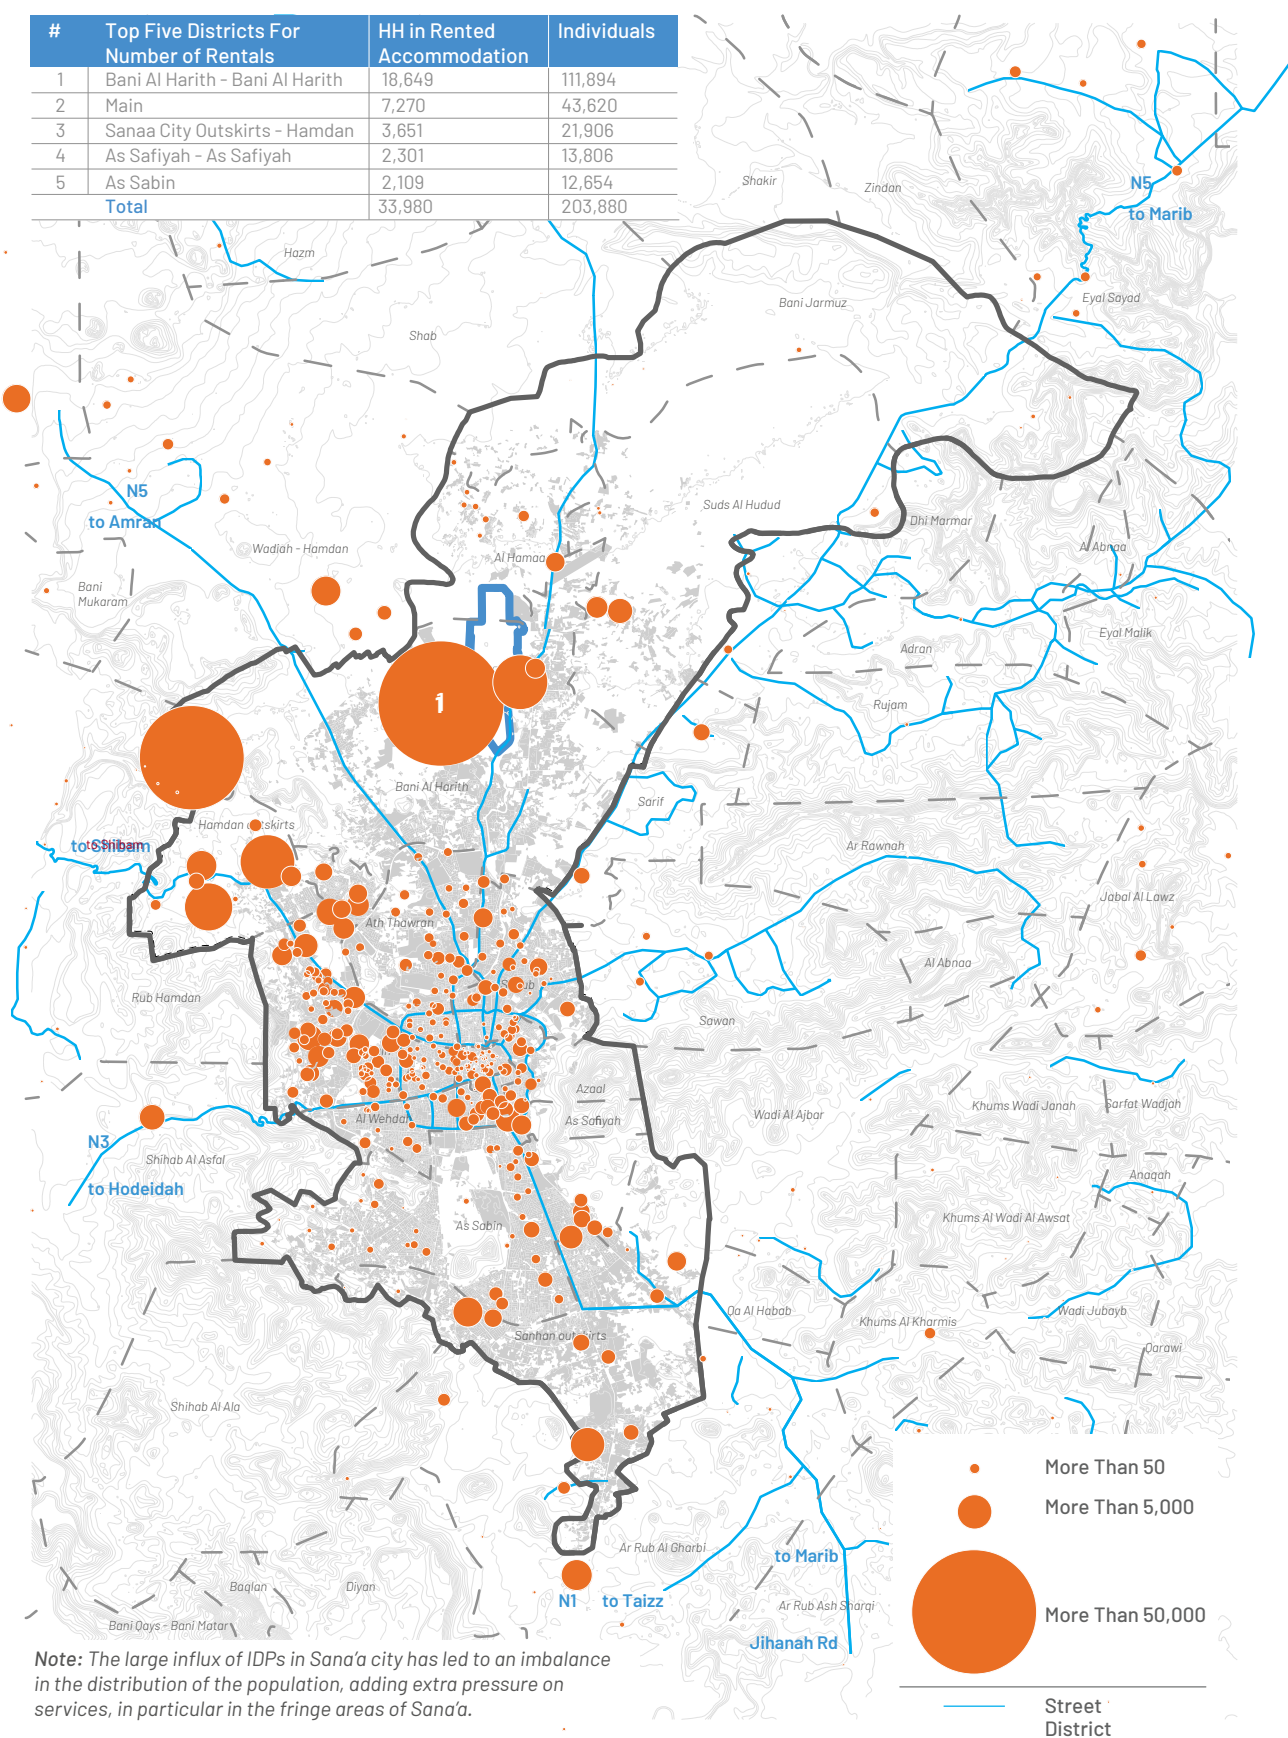 # Top Five Districts For Number of Rentals HH in Rented Accommodation Individuals
1 Bani Al Harith - Bani Al Harith 18,649 111,894
2 Main 7,270 43,620
3 Sanaa City Outskirts - Hamdan 3,651 21,906
4 As Safiyah - As Safiyah 2,301 13,806
5 As Sabin 2,109 12,654
Total 33,980 203,880
Shakir
Zindan
N5
to Marib
Hazm
Eyal Sayad
Bani Jarmuz
Shab
N5
to Amran
Suds Al Hudud
Dhi Marmar
Wadiah - Hamdan
Al Hamaa
Al Abnaa
Bani
Mukaram
Eyal Malik
Adran
1
Rujam
Bani Al Harith
Sarif
Hamdan outskirts
to Shibam
to Shibam
Ar Rawnah
Jabal Al Lawz
Ath Thawran
Al Abnaa
Rub Hamdan
Sawan
Azaal
Khums Wadi Janah
Sarfat Wadjah
Wadi Al Ajbar
Al Wehdah
As Safiyah
N3
Shihab Al Asfal
to Hodeidah
Anaqah
Khums Al Wadi Al Awsat
As Sabin
Qa Al Habab
Wadi Jubayb
Khums Al Kharmis
Sanhan outskirts
Qarawi
Shihab Al Ala
More Than 50
More Than 5,000
Ar Rub Al Gharbi
to Marib
Baqlan
Diyan
N1
to Taizz
Ar Rub Ash Sharqi
More Than 50,000
Bani Qays - Bani Matar
Jihanah Rd
Note: The large influx of IDPs in Sana’a city has led to an imbalance
in the distribution of the population, adding extra pressure on
services, in particular in the fringe areas of Sana’a.
Street
District